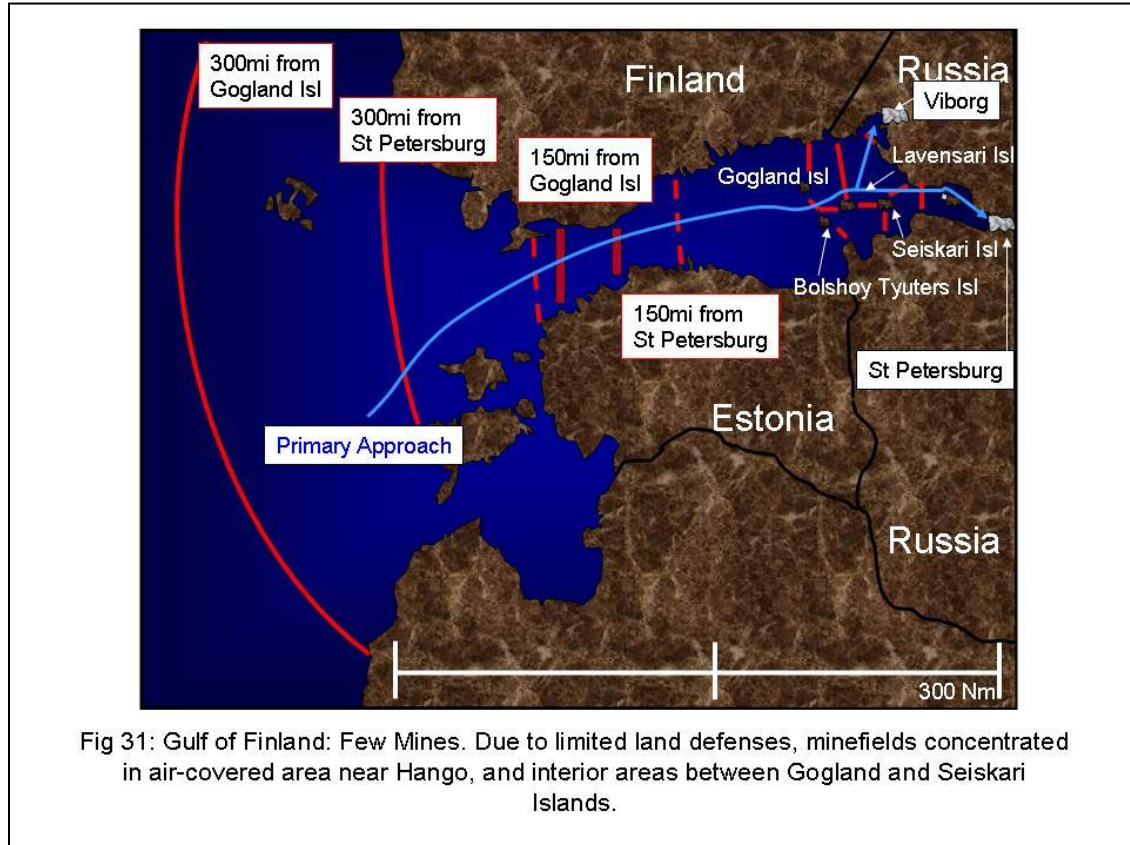 300mi from
Gogland Isl
300mi from
St Petersburg
Finland
Russia
Viborg
150mi from
Gogland Isl
Gogland Isl
Lavensari Isl
Seiskari Isl
Bolshoy Tyuters Isl
150mi from
St Petersburg
St Petersburg
Primary Approach
Estonia
Russia
300 Nm
Fig 31: Gulf of Finland: Few Mines. Due to limited land defenses, minefields concentrated
in air-covered area near Hango, and interior areas between Gogland and Seiskari
Islands.